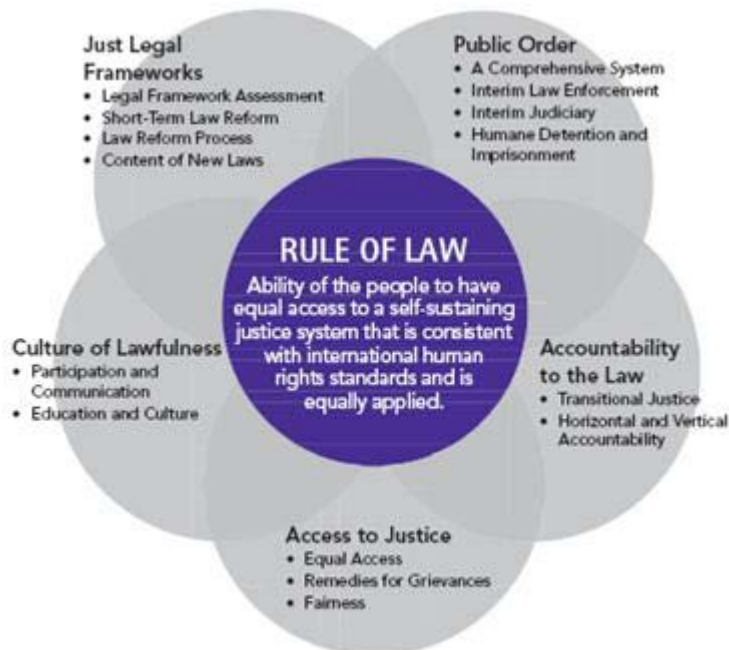 Just Legal
Frameworks
• Legal Framework Assessment
• Short-Term Law Reform
• Law Reform Process
• Content of New Laws
Public Order
• A Comprehensive System
• Interim Law Enforcement
• Interim Judiciary
• Humane Detention and
Imprisonment
RULE OF LAW
Ability of the people to have
equal access to a self-sustaining
justice system that is consistent
with international human
rights standards and is
equally applied.
Culture of Lawfulness
• Participation and
Communication
• Education and Culture
Accountability
to the Law
• Transitional Justice
• Horizontal and Vertical
Accountability
Access to Justice
• Equal Access
• Remedies for Grievances
• Fairness